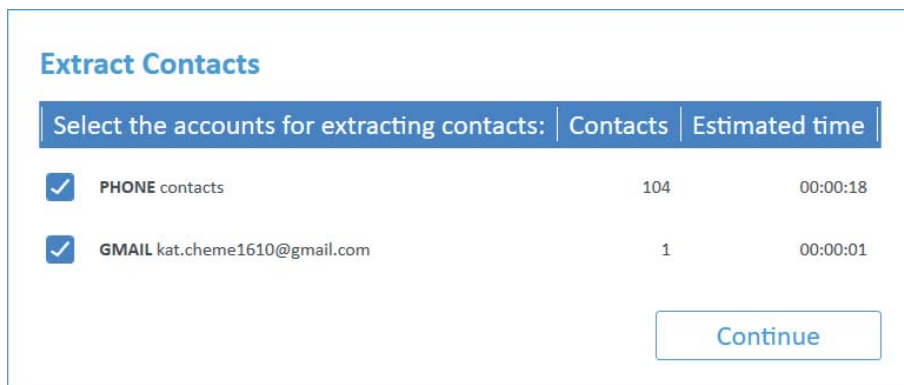 Extract Contacts
Select the accounts for extracting contacts: Contacts Estimated time
PHONE contacts 104 00:00:18
GMAIL kat.cheme1610@gmail.com 1 00:00:01
Continue